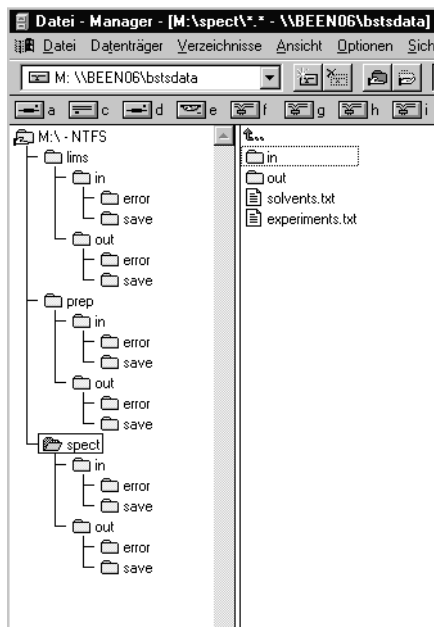 Datei - Manager - [M:\spect\*.* - \\BEEN06\bstsdata]
Datei Datenträger Verzeichnisse Ansicht Optionen Sich
M: \\BEEN06\bstsdata
a c d e f g h i
M:\ - NTFS
lims
in
error
save
out
error
save
prep
in
error
save
out
error
save
spect
in
error
save
out
error
save
..
in
out
solvents.txt
experiments.txt